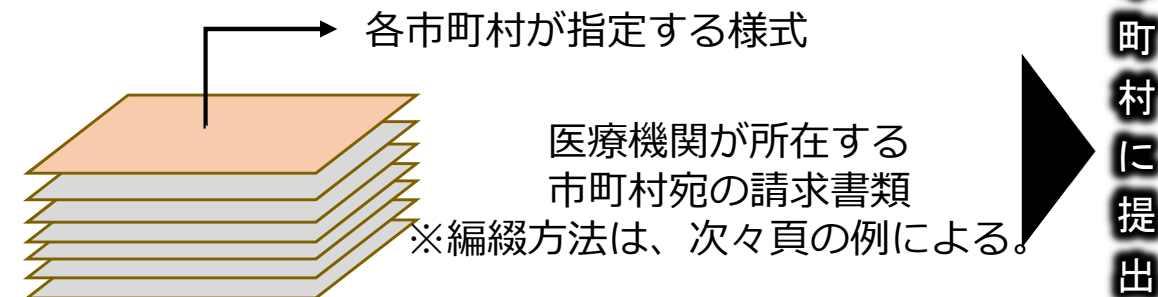 各市町村が指定する様式
医療機関が所在する
市町村宛の請求書類
※編綴方法は、次々頁の例による。
町村に提出